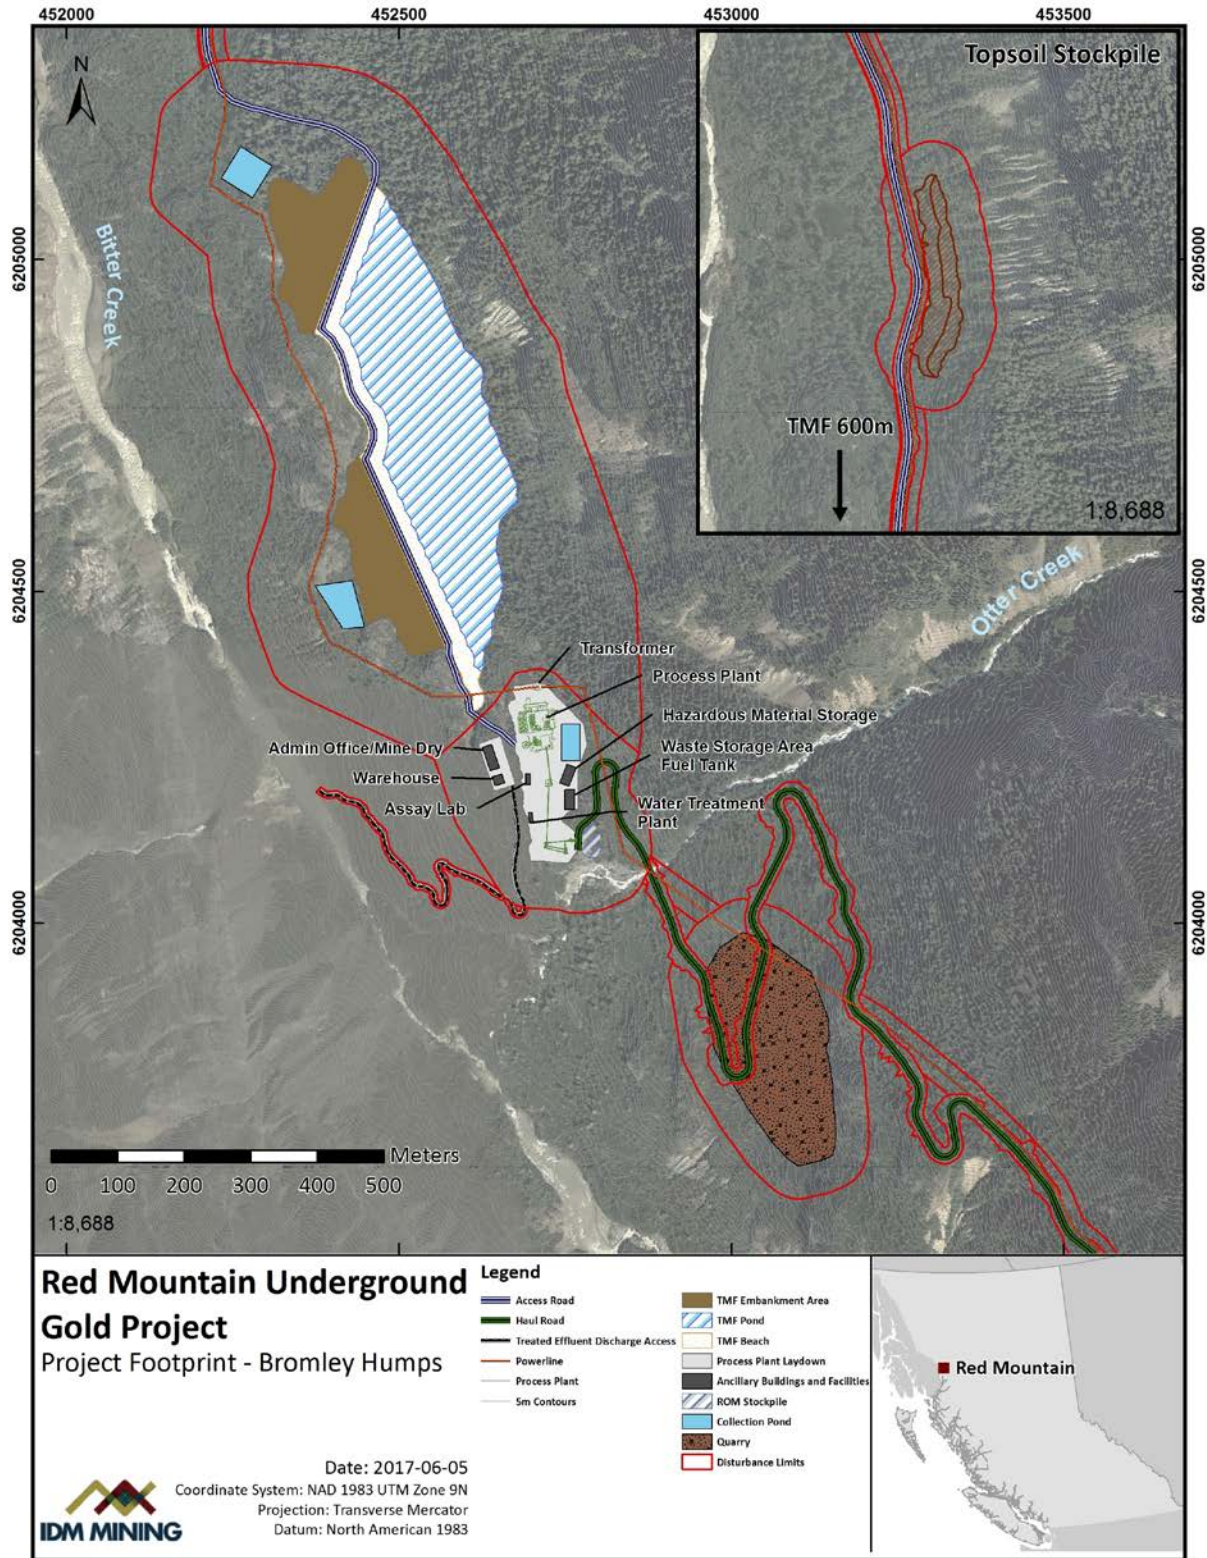 452000
452500
453000
453500
N
Topsoil Stockpile
Bitter Creek
6205000
6205000
TMF 600m
1:8,688
6204500
6204500
Otter Creek
Transformer
Process Plant
Hazardous Material Storage
Admin Office/Mine Dry
Waste Storage Area
Fuel Tank
Warehouse
Assay Lab
Water Treatment
Plant
6204000
6204000
Meters
0 100 200 300 400 500
1:8,688
Red Mountain Underground
Gold Project
Project Footprint - Bromley Humps
Date: 2017-06-05
Coordinate System: NAD 1983 UTM Zone 9N
Projection: Transverse Mercator
Datum: North American 1983
IDM MINING
Legend
Access Road
Haul Road
Treated Effluent Discharge Access
Powerline
Process Plant
5m Contours
TMF Embankment Area
TMF Pond
TMF Beach
Process Plant Laydown
Ancillary Buildings and Facilities
ROM Stockpile
Collection Pond
Quarry
Disturbance Limits
Red Mountain